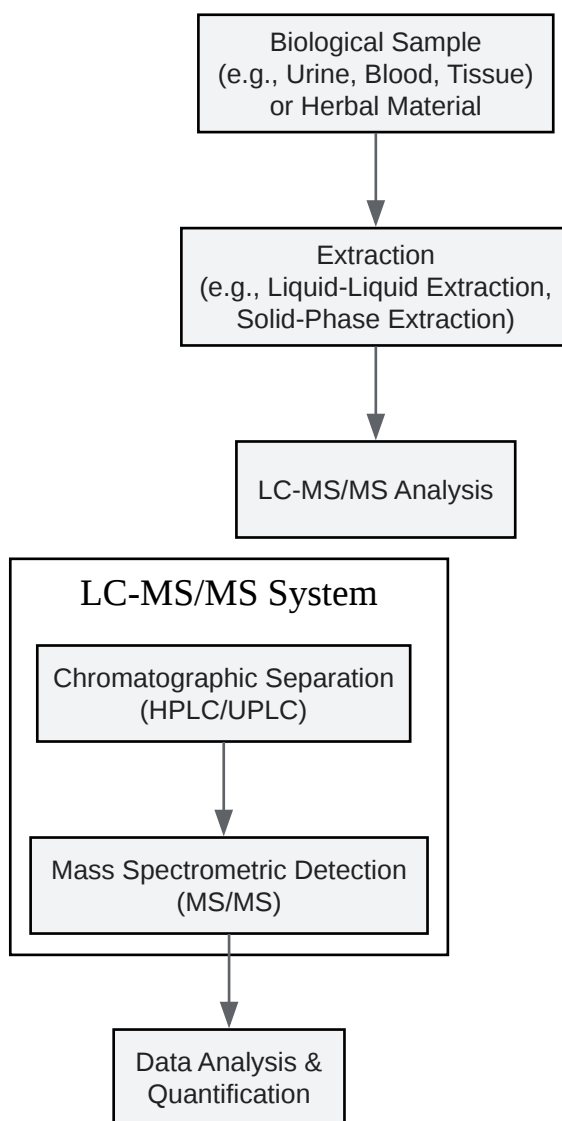 Biological Sample
(e.g., Urine, Blood, Tissue)
or Herbal Material
Extraction
(e.g., Liquid-Liquid Extraction,
Solid-Phase Extraction)
LC-MS/MS Analysis
LC-MS/MS System
Chromatographic Separation
(HPLC/UPLC)
Mass Spectrometric Detection
(MS/MS)
Data Analysis &
Quantification